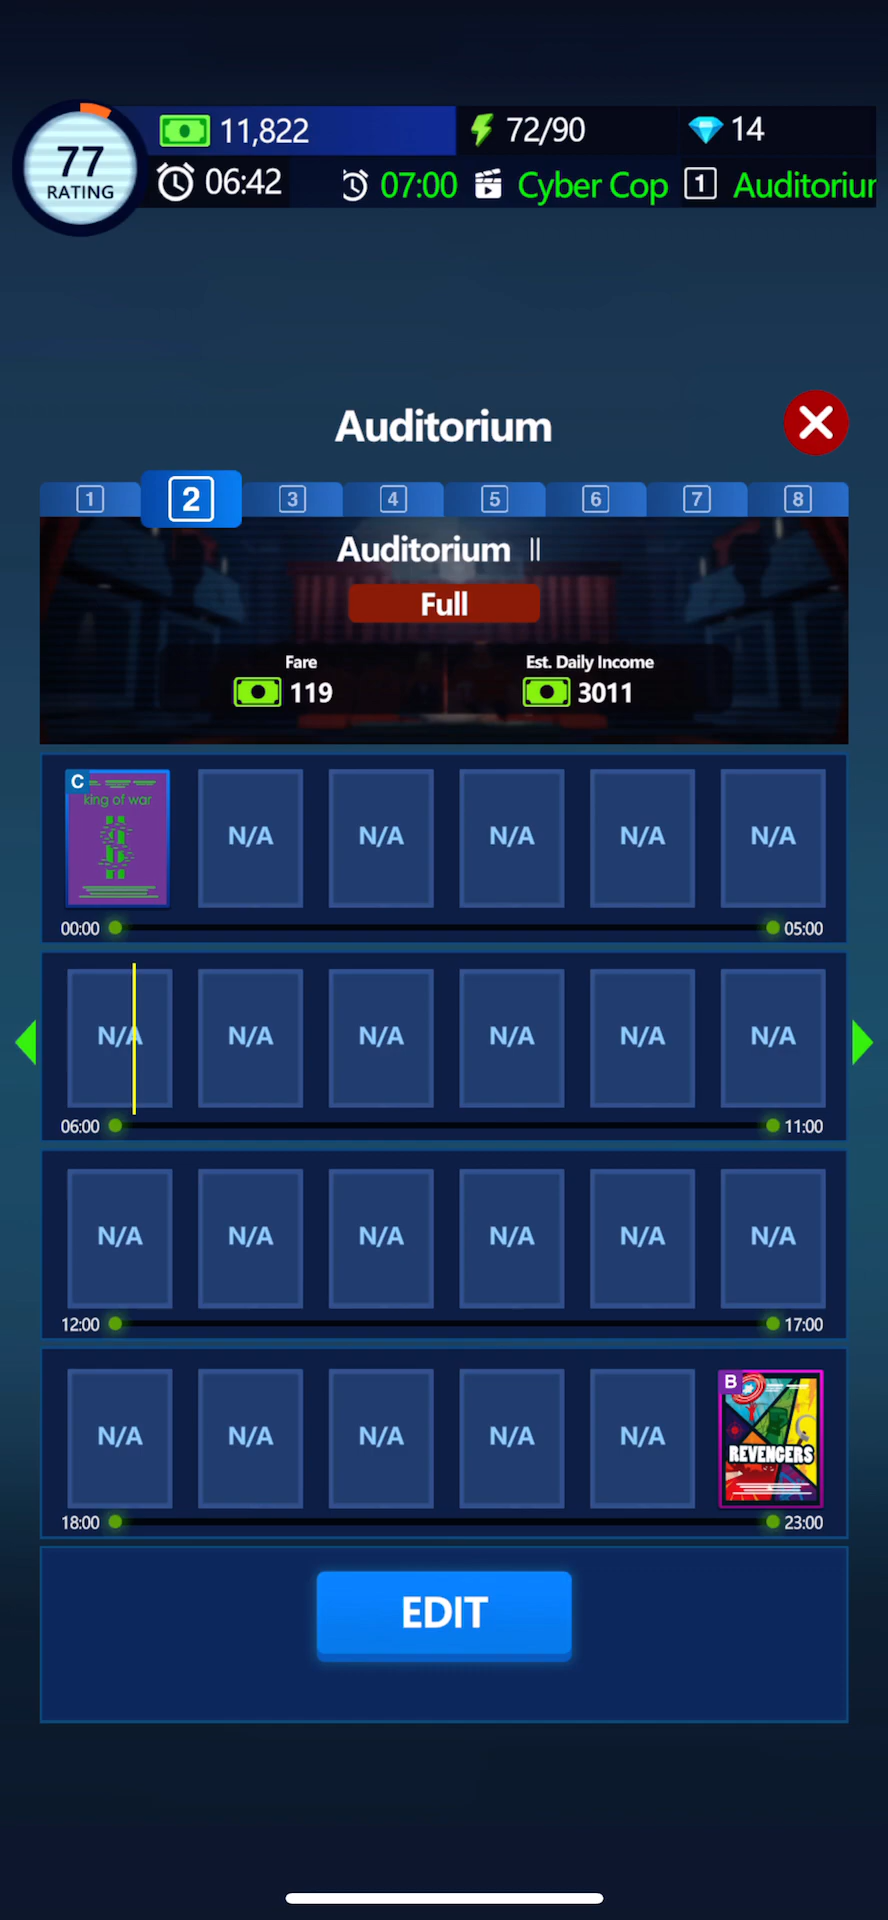 77
RATING
11,822
72/90
14
06:42
07:00
Cyber Cop
1
Auditoriur
Auditorium
1 2 3 4 5 6 7 8
Auditorium II
Full
Fare
119
Est. Daily Income
3011
C
king of war
N/A N/A N/A N/A N/A
00:00 05:00
N/A N/A N/A N/A N/A N/A
06:00 11:00
N/A N/A N/A N/A N/A N/A
12:00 17:00
N/A N/A N/A N/A N/A
B
REVENGERS
18:00 23:00
EDIT